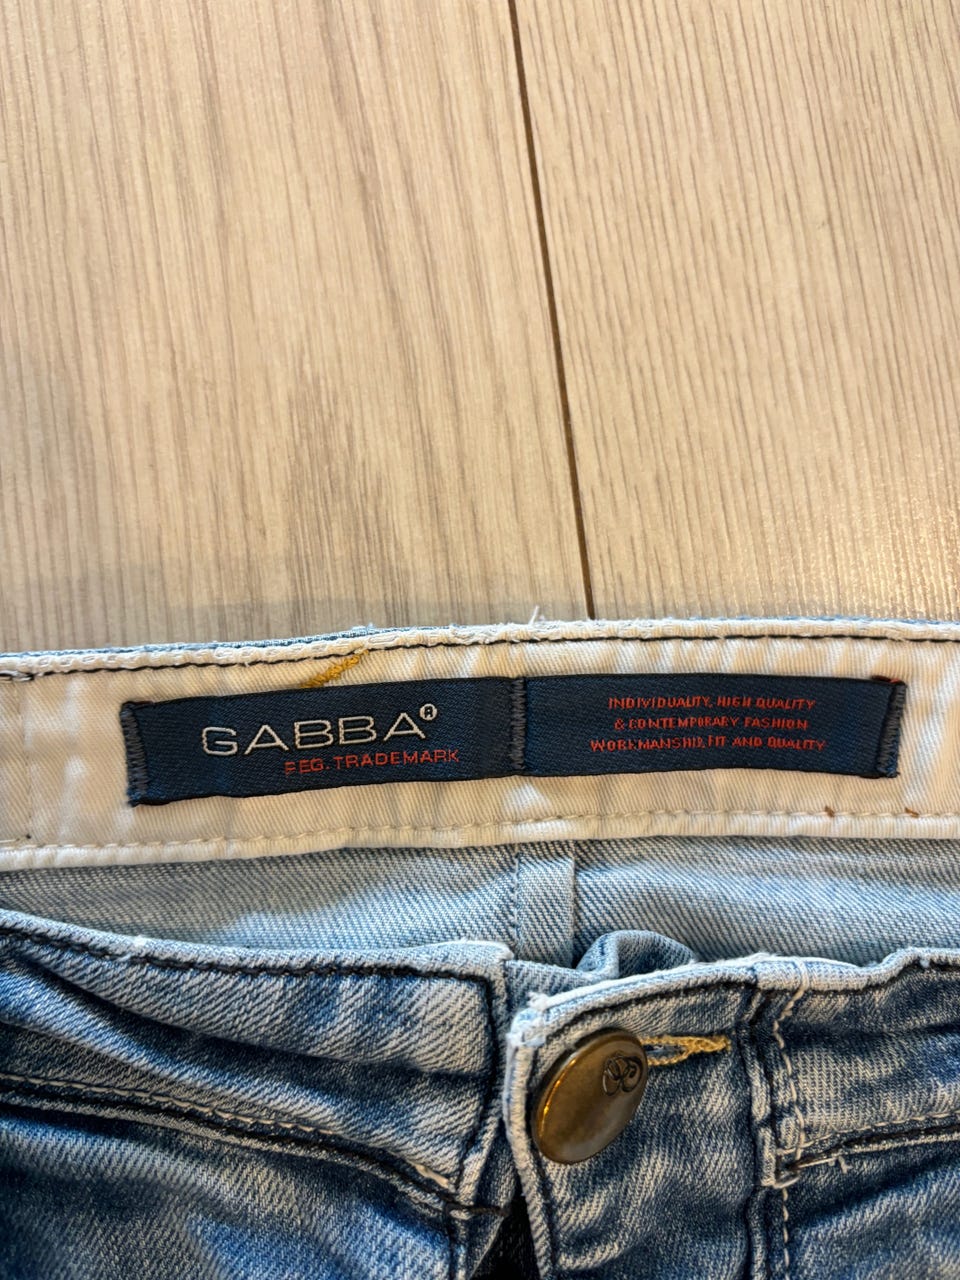 GABBA®
REG. TRADEMARK
INDIVIDUALITY, HIGH QUALITY
& CONTEMPORARY FASHION
WORKMANSHIP, FIT AND QUALITY